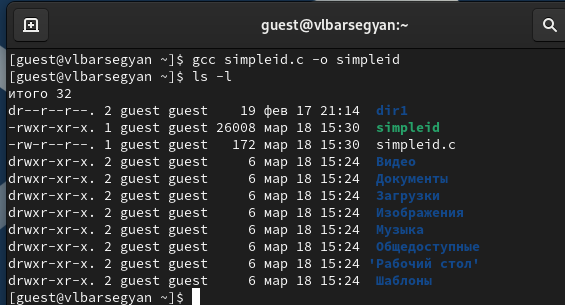 guest@vlbarsegyan:~
[guest@vlbarsegyan ~]$ gcc simpleid.c -o simpleid
[guest@vlbarsegyan ~]$ ls -l
итого 32
dr--r--r--. 2 guest guest    19 фев 17 21:14  dir1
-rwxr-xr-x. 1 guest guest 26008 мар 18 15:30  simpleid
-rw-r--r--. 1 guest guest   172 мар 18 15:30  simpleid.c
drwxr-xr-x. 2 guest guest     6 мар 18 15:24  Видео
drwxr-xr-x. 2 guest guest     6 мар 18 15:24  Документы
drwxr-xr-x. 2 guest guest     6 мар 18 15:24  Загрузки
drwxr-xr-x. 2 guest guest     6 мар 18 15:24  Изображения
drwxr-xr-x. 2 guest guest     6 мар 18 15:24  Музыка
drwxr-xr-x. 2 guest guest     6 мар 18 15:24  Общедоступные
drwxr-xr-x. 2 guest guest     6 мар 18 15:24 'Рабочий стол'
drwxr-xr-x. 2 guest guest     6 мар 18 15:24  Шаблоны
[guest@vlbarsegyan ~]$